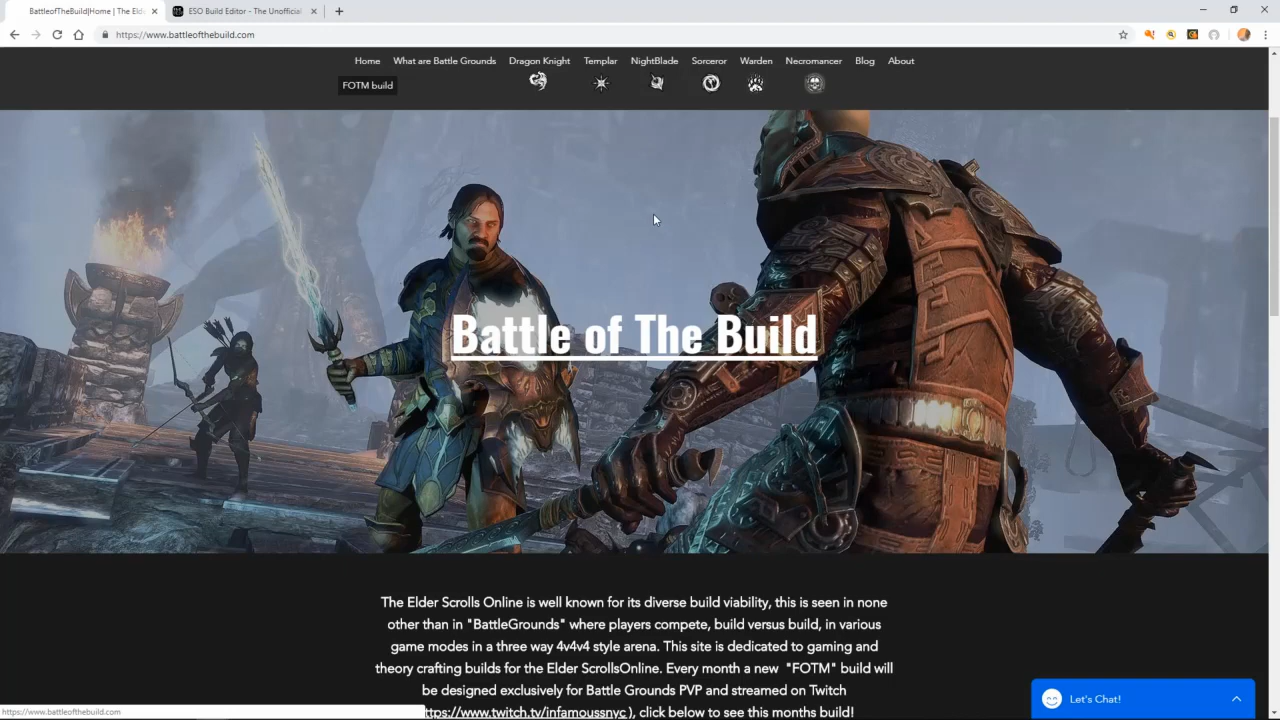 BattleofTheBuild|Home | The Eld
ESO Build Editor - The Unofficial
https://www.battleofthebuild.com
Home What are Battle Grounds Dragon Knight Templar NightBlade Sorceror Warden Necromancer Blog About
FOTM build
Battle of The Build
The Elder Scrolls Online is well known for its diverse build viability, this is seen in none
other than in "BattleGrounds" where players compete, build versus build, in various
game modes in a three way 4v4v4 style arena. This site is dedicated to gaming and
theory crafting builds for the Elder ScrollsOnline. Every month a new "FOTM" build will
be designed exclusively for Battle Grounds PVP and streamed on Twitch
ttps://www.twitch.tv/infamoussnyc ), click below to see this months build!
Let's Chat!
https://www.battleofthebuild.com